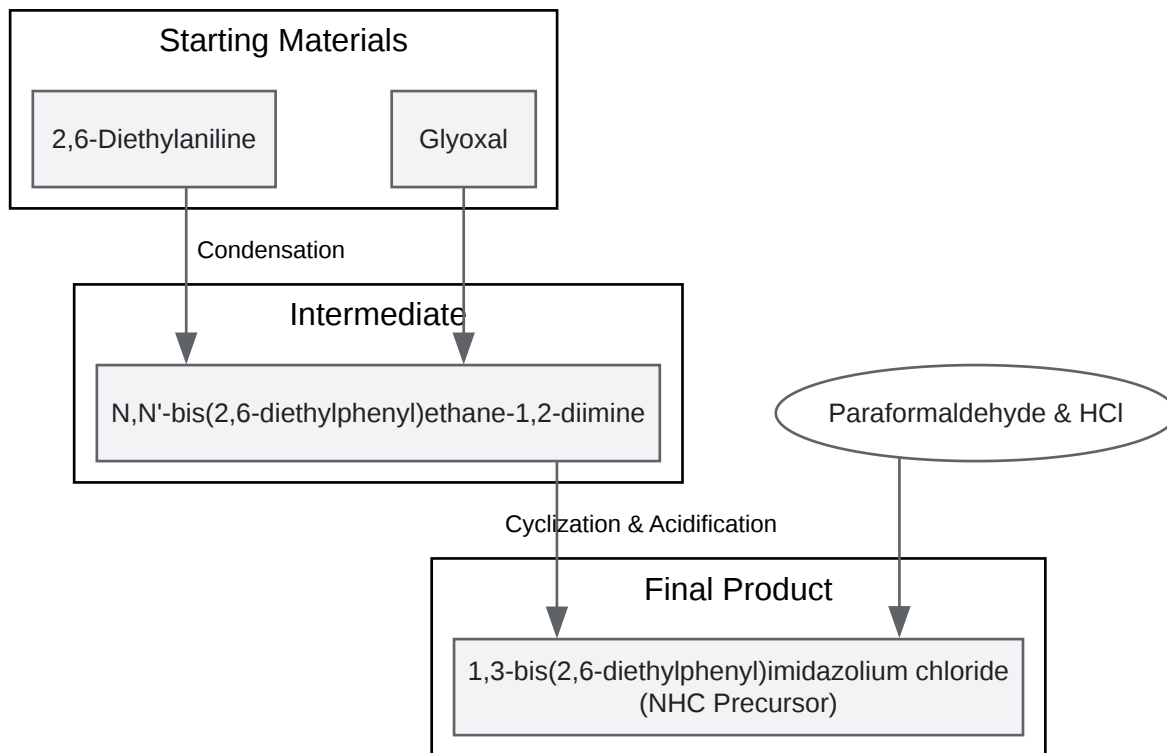 Starting Materials
2,6-Diethylaniline
Glyoxal
Condensation
Intermediate
N,N'-bis(2,6-diethylphenyl)ethane-1,2-diimine
Paraformaldehyde & HCl
Cyclization & Acidification
Final Product
1,3-bis(2,6-diethylphenyl)imidazolium chloride
(NHC Precursor)